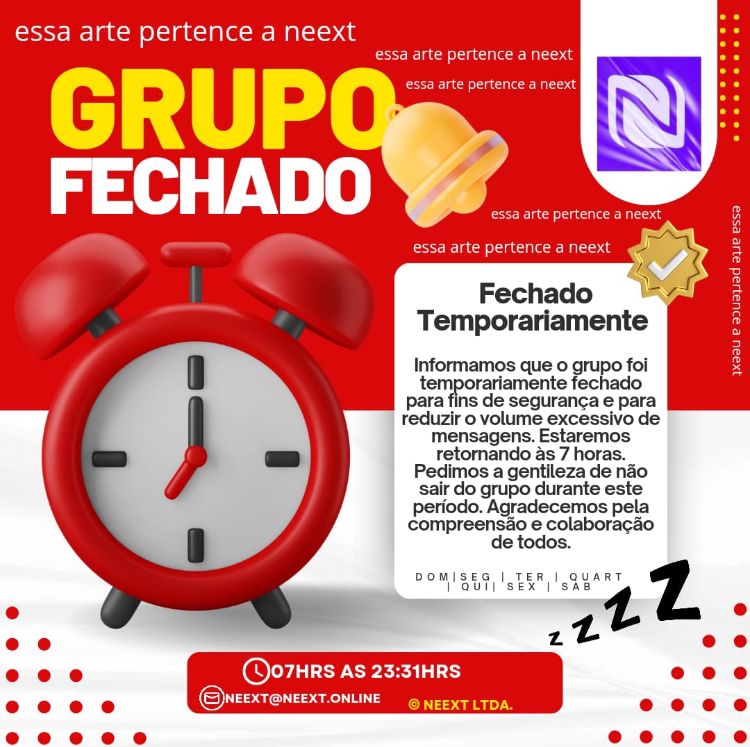 essa arte pertence a neext
essa arte pertence a neext
essa arte pertence a neext
GRUPO
FECHADO
essa arte pertence a neext
essa arte pertence a neext
essa arte pertence a neext
Fechado
Temporariamente
Informamos que o grupo foi
temporariamente fechado
para fins de segurança e para
reduzir o volume excessivo de
mensagens. Estaremos
retornando às 7 horas.
Pedimos a gentileza de não
sair do grupo durante este
período. Agradecemos pela
compreensão e colaboração
de todos.
DOM|SEG | TER | QUART
| QUI| SEX | SAB
z z z z
07HRS AS 23:31HRS
NEEXT@NEEXT.ONLINE
© NEEXT LTDA.